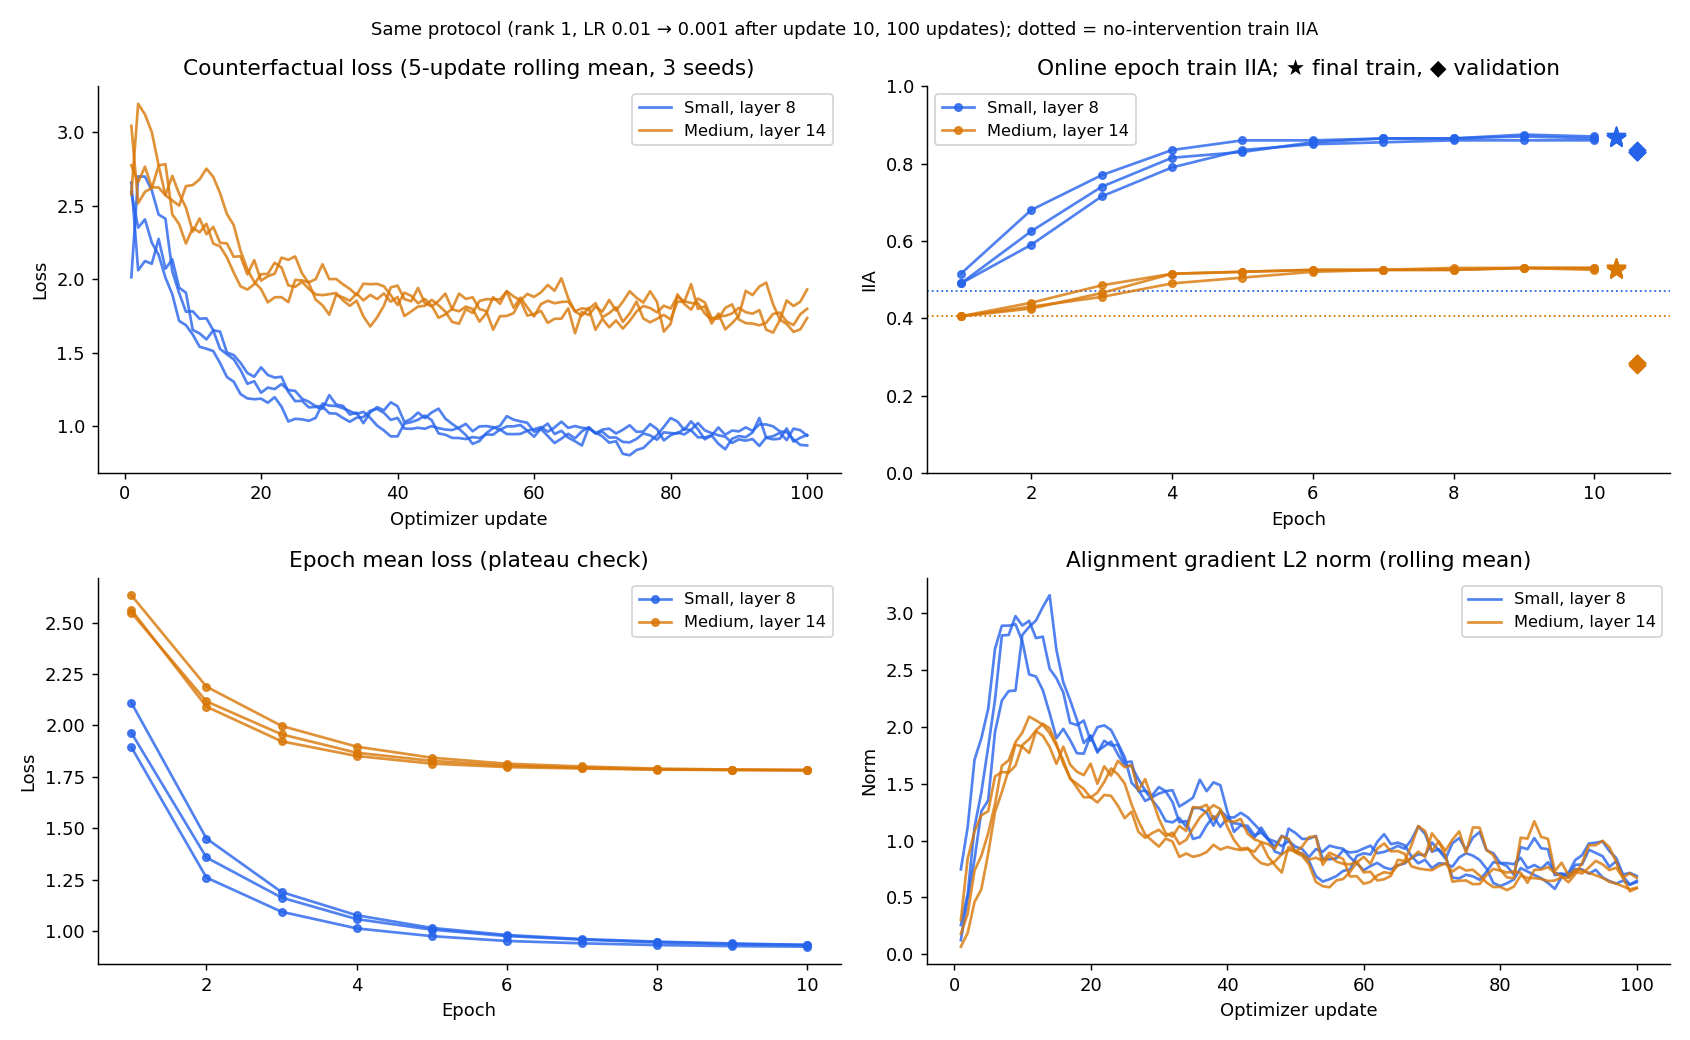 Same protocol (rank 1, LR 0.01 → 0.001 after update 10, 100 updates); dotted = no-intervention train IIA
Counterfactual loss (5-update rolling mean, 3 seeds)
Small, layer 8
Medium, layer 14
3.0
2.5
2.0
1.5
1.0
Loss
0 20 40 60 80 100
Optimizer update
Online epoch train IIA; ★ final train, ◆ validation
Small, layer 8
Medium, layer 14
1.0
0.8
0.6
0.4
0.2
0.0
IIA
2 4 6 8 10
Epoch
Epoch mean loss (plateau check)
Small, layer 8
Medium, layer 14
2.50
2.25
2.00
1.75
1.50
1.25
1.00
Loss
2 4 6 8 10
Epoch
Alignment gradient L2 norm (rolling mean)
Small, layer 8
Medium, layer 14
3.0
2.5
2.0
1.5
1.0
0.5
0.0
Norm
0 20 40 60 80 100
Optimizer update